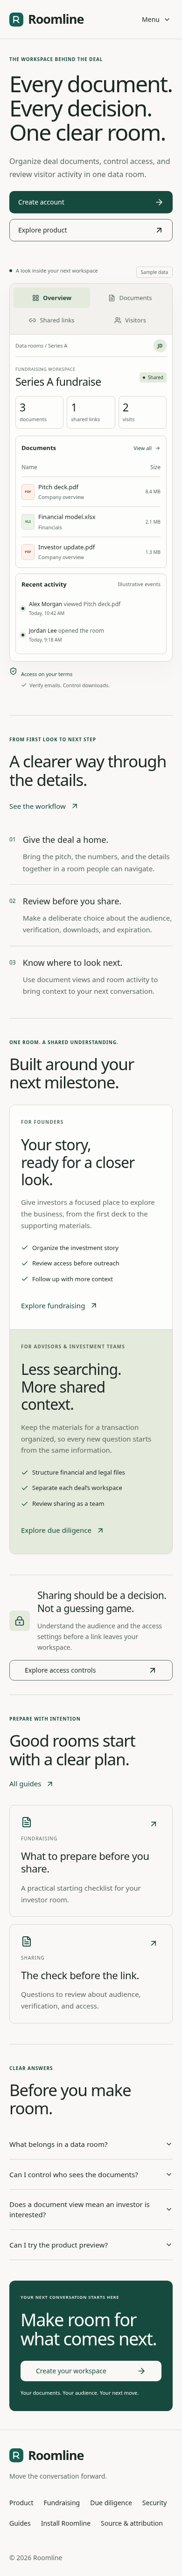 Roomline
Menu
THE WORKSPACE BEHIND THE DEAL
Every document.
Every decision.
One clear room.
Organize deal documents, control access, and
review visitor activity in one data room.
Create account
Explore product
A look inside your next workspace
Sample data
Overview
Documents
Shared links
Visitors
Data rooms / Series A
JD
FUNDRAISING WORKSPACE
Series A fundraise
Shared
3
documents
1
shared links
2
visits
Documents
View all
Name
Size
PDF
Pitch deck.pdf
Company overview
8.4 MB
XLS
Financial model.xlsx
Financials
2.1 MB
PDF
Investor update.pdf
Company overview
1.3 MB
Recent activity
Illustrative events
Alex Morgan viewed Pitch deck.pdf
Today, 10:42 AM
Jordan Lee opened the room
Today, 9:18 AM
Access on your terms
Verify emails. Control downloads.
FROM FIRST LOOK TO NEXT STEP
A clearer way through
the details.
See the workflow
01
Give the deal a home.
Bring the pitch, the numbers, and the details
together in a room people can navigate.
02
Review before you share.
Make a deliberate choice about the audience,
verification, downloads, and expiration.
03
Know where to look next.
Use document views and room activity to
bring context to your next conversation.
ONE ROOM. A SHARED UNDERSTANDING.
Built around your
next milestone.
FOR FOUNDERS
Your story,
ready for a closer
look.
Give investors a focused place to explore
the business, from the first deck to the
supporting materials.
Organize the investment story
Review access before outreach
Follow up with more context
Explore fundraising
FOR ADVISORS & INVESTMENT TEAMS
Less searching.
More shared
context.
Keep the materials for a transaction
organized, so every new question starts
from the same information.
Structure financial and legal files
Separate each deal's workspace
Review sharing as a team
Explore due diligence
Sharing should be a decision.
Not a guessing game.
Understand the audience and the access
settings before a link leaves your
workspace.
Explore access controls
PREPARE WITH INTENTION
Good rooms start
with a clear plan.
All guides
FUNDRAISING
What to prepare before you
share.
A practical starting checklist for your
investor room.
SHARING
The check before the link.
Questions to review about audience,
verification, and access.
CLEAR ANSWERS
Before you make
room.
What belongs in a data room?
Can I control who sees the documents?
Does a document view mean an investor is
interested?
Can I try the product preview?
YOUR NEXT CONVERSATION STARTS HERE
Make room for
what comes next.
Create your workspace
Your documents. Your audience. Your next move.
Roomline
Move the conversation forward.
Product
Fundraising
Due diligence
Security
Guides
Install Roomline
Source & attribution
© 2026 Roomline